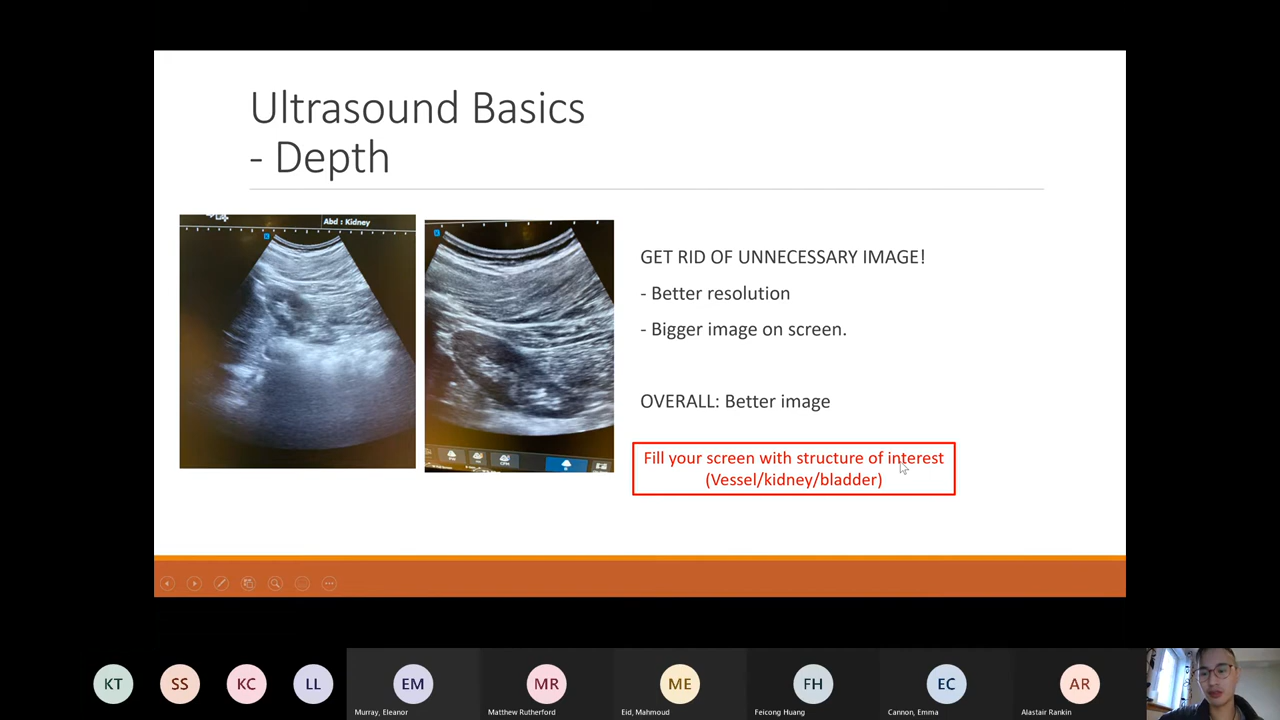 Ultrasound Basics
- Depth
Abd : Kidney
GET RID OF UNNECESSARY IMAGE!
- Better resolution
- Bigger image on screen.
OVERALL: Better image
Fill your screen with structure of interest
(Vessel/kidney/bladder)
KT
SS
KC
LL
EM
MR
ME
FH
EC
AR
Murray, Eleanor
Matthew Rutherford
Eid, Mahmoud
Feicong Huang
Cannon, Emma
Alastair Rankin